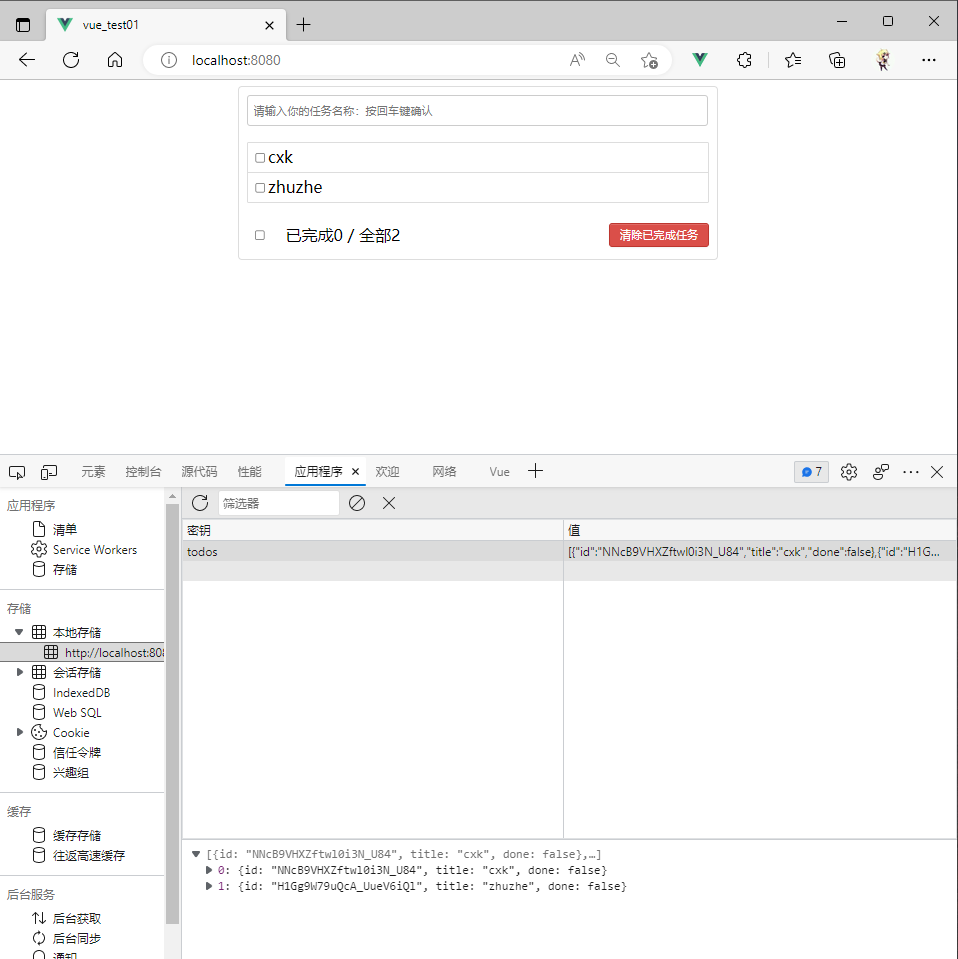 vue_test01
localhost:8080
请输入你的任务名称：按回车键确认
cxk
zhuzhe
已完成0 / 全部2
清除已完成任务
元素 控制台 源代码 性能 应用程序 欢迎 网络 Vue 7
应用程序
筛选器
密钥 值
清单
todos [{"id":"NNcB9VHXZftwl0i3N_U84","title":"cxk","done":false},{"id":"H1G...
Service Workers
存储
存储
本地存储
http://localhost:808
会话存储
IndexedDB
Web SQL
Cookie
信任令牌
兴趣组
缓存
缓存存储
往返高速缓存
[{id: "NNcB9VHXZftwl0i3N_U84", title: "cxk", done: false},…]
0: {id: "NNcB9VHXZftwl0i3N_U84", title: "cxk", done: false}
1: {id: "H1Gg9W79uQcA_UueV6iQl", title: "zhuzhe", done: false}
后台服务
后台获取
后台同步
通知